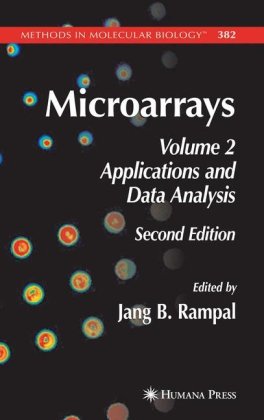 METHODS IN MOLECULAR BIOLOGY™ 382
Microarrays
Volume 2
Applications and
Data Analysis
Second Edition
Edited by
Jang B. Rampal
HUMANA PRESS